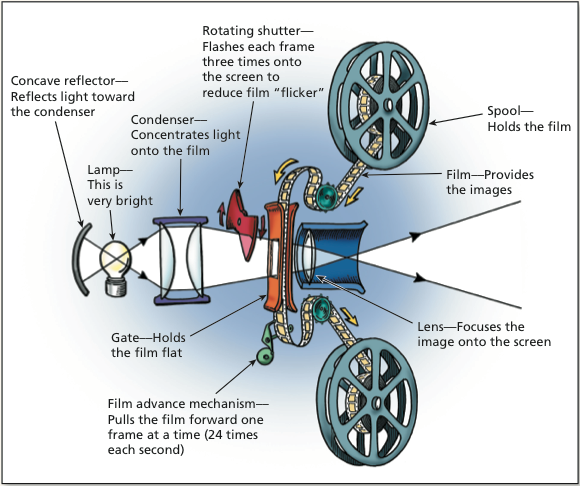 Rotating shutter—
Flashes each frame
three times onto
the screen to
reduce film “flicker”
Concave reflector—
Reflects light toward
the condenser
Condenser—
Concentrates light
onto the film
Lamp—
This is
very bright
Spool—
Holds the film
Film—Provides
the images
Gate—Holds
the film flat
Lens—Focuses the
image onto the screen
Film advance mechanism—
Pulls the film forward one
frame at a time (24 times
each second)